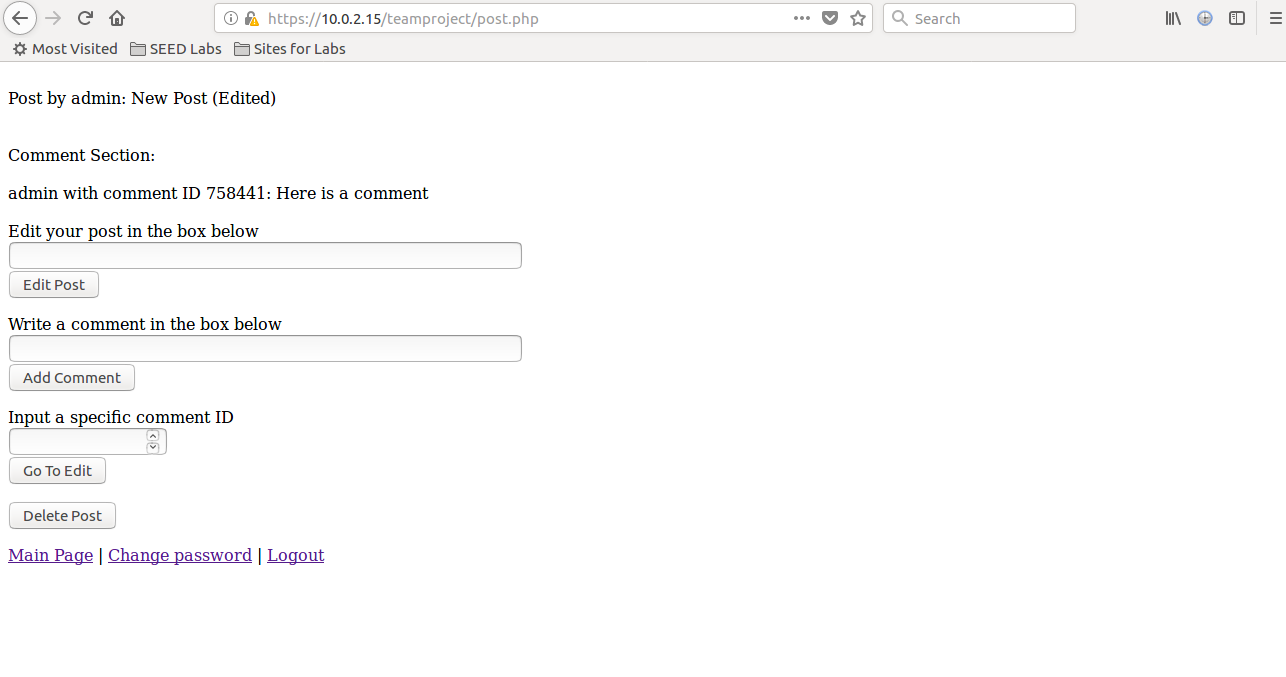 https://10.0.2.15/teamproject/post.php
Search
Most Visited SEED Labs Sites for Labs
Post by admin: New Post (Edited)
Comment Section:
admin with comment ID 758441: Here is a comment
Edit your post in the box below
Edit Post
Write a comment in the box below
Add Comment
Input a specific comment ID
Go To Edit
Delete Post
Main Page | Change password | Logout